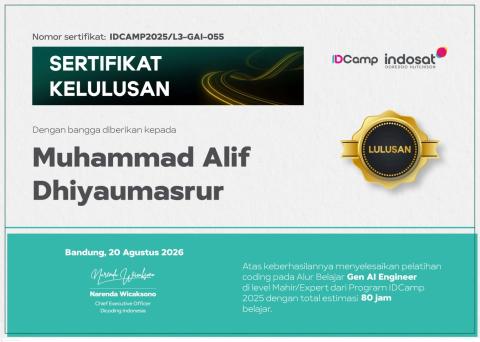 Nomor sertifikat: IDCAMP2025/L3-GAI-055
IDCamp indosat
OOREDOO HUTCHISON
SERTIFIKAT
KELULUSAN
Dengan bangga diberikan kepada
Muhammad Alif
Dhiyaumasrur
LULUSAN
Bandung, 20 Agustus 2026
Narenda Wicaksono
Narenda Wicaksono
Chief Executive Officer
Dicoding Indonesia
Atas keberhasilannya menyelesaikan pelatihan
coding pada Alur Belajar Gen AI Engineer
di level Mahir/Expert dari Program IDCamp
2025 dengan total estimasi 80 jam
belajar.